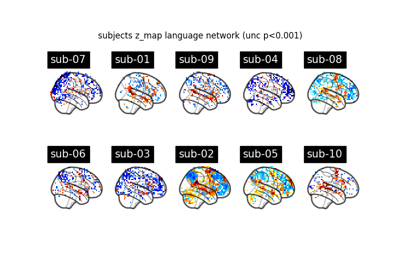 subjects z_map language network (unc p<0.001)
sub-07 sub-01 sub-09 sub-04 sub-08
sub-06 sub-03 sub-02 sub-05 sub-10